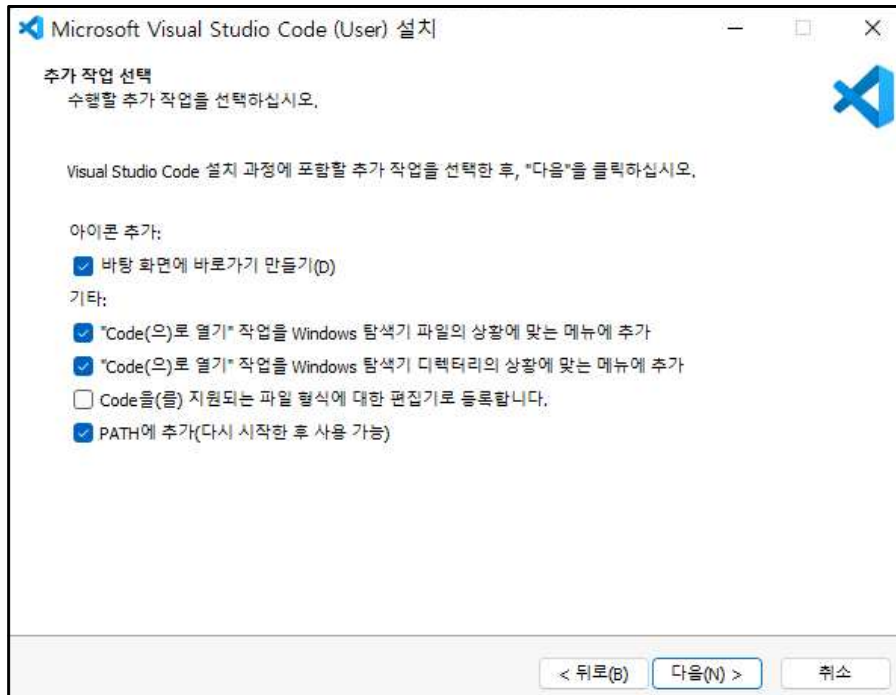 Microsoft Visual Studio Code (User) 설치
추가 작업 선택
수행할 추가 작업을 선택하십시오.
Visual Studio Code 설치 과정에 포함할 추가 작업을 선택한 후, "다음"을 클릭하십시오.
아이콘 추가:
바탕 화면에 바로가기 만들기(D)
기타:
"Code(으)로 열기" 작업을 Windows 탐색기 파일의 상황에 맞는 메뉴에 추가
"Code(으)로 열기" 작업을 Windows 탐색기 디렉터리의 상황에 맞는 메뉴에 추가
Code을(를) 지원되는 파일 형식에 대한 편집기로 등록합니다.
PATH에 추가(다시 시작한 후 사용 가능)
< 뒤로(B) 다음(N) > 취소